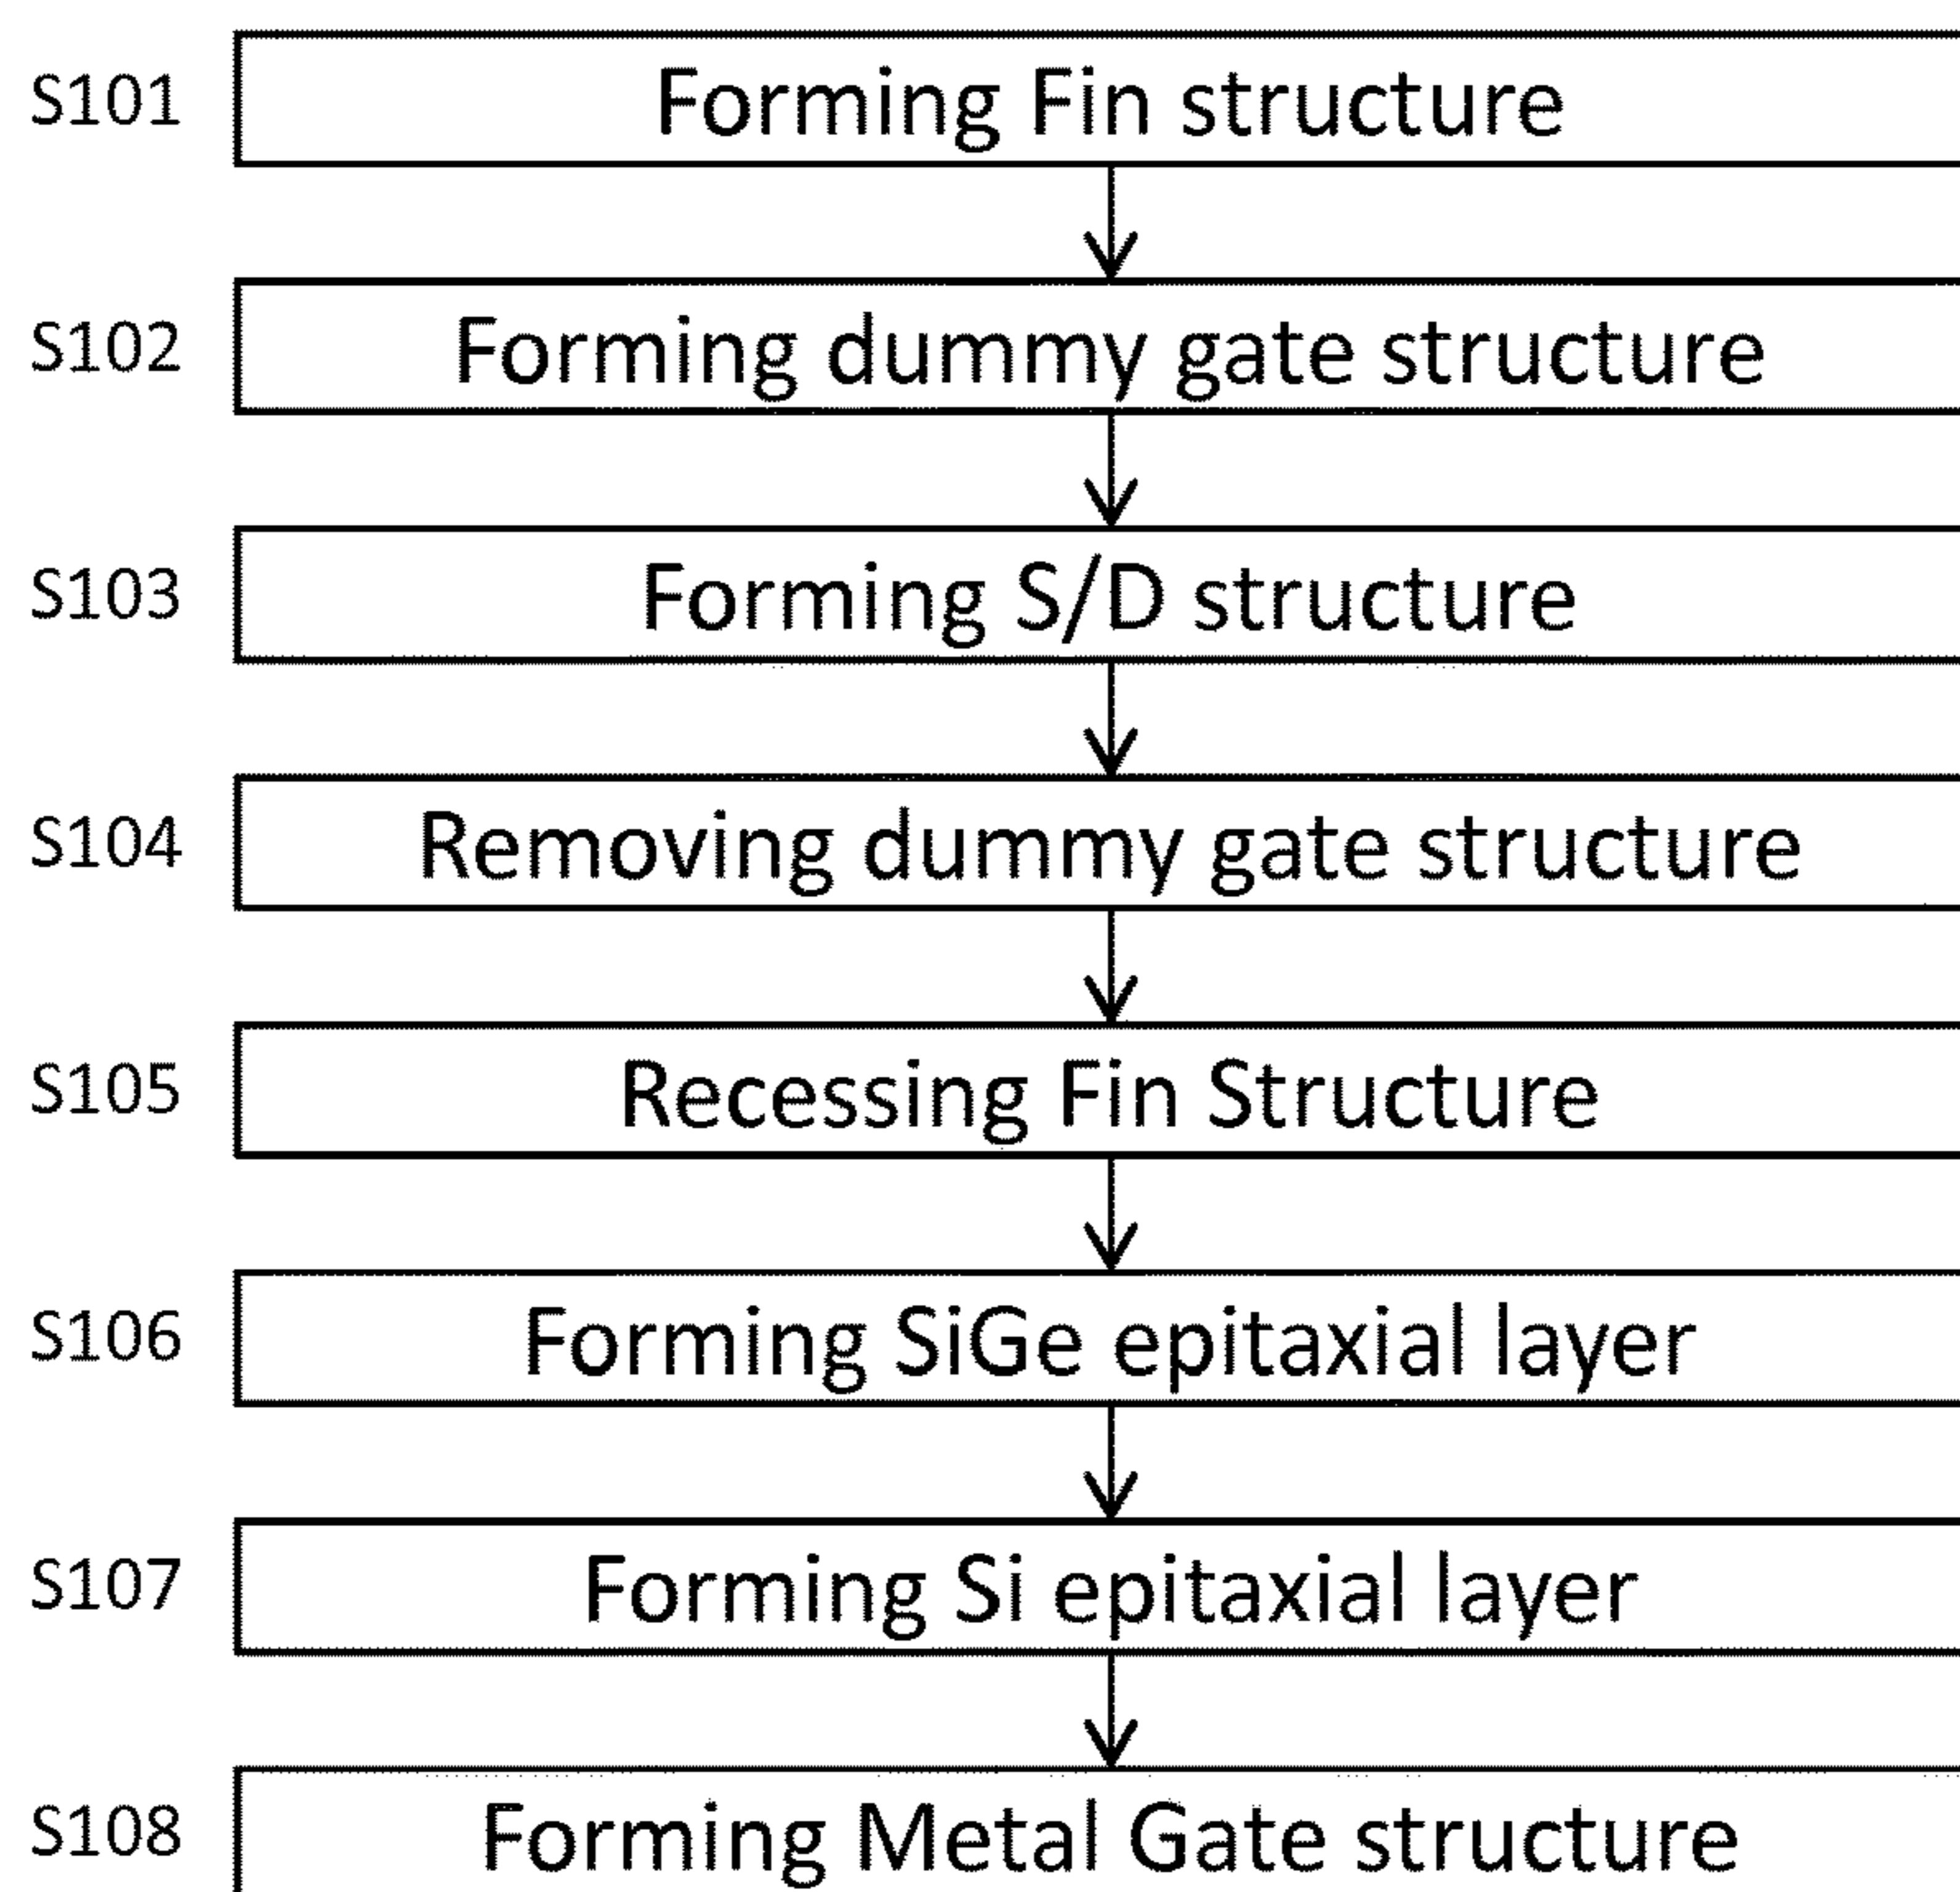 S101 Forming Fin structure
S102 Forming dummy gate structure
S103 Forming S/D structure
S104 Removing dummy gate structure
S105 Recessing Fin Structure
S106 Forming SiGe epitaxial layer
S107 Forming Si epitaxial layer
S108 Forming Metal Gate structure